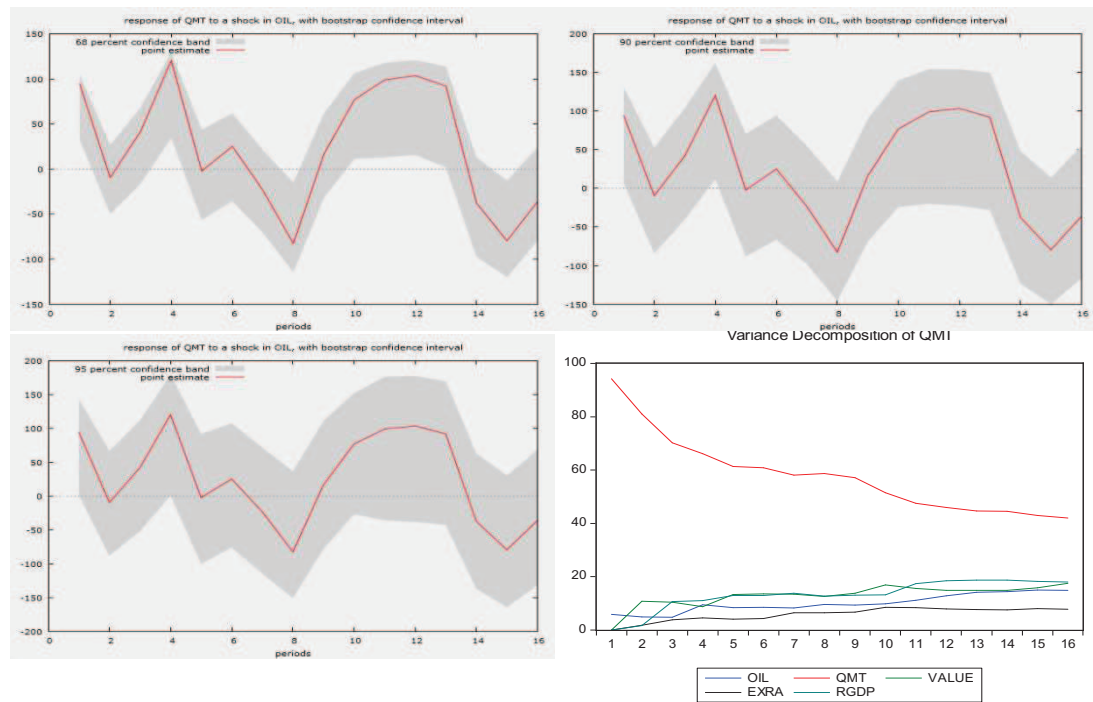 response of QMT to a shock in OIL, with bootstrap confidence interval
150
68 percent confidence band
point estimate
100
50
0
-50
-100
-150
0 2 4 6 8 10 12 14 16
periods
response of QMT to a shock in OIL, with bootstrap confidence interval
200
90 percent confidence band
point estimate
150
100
50
0
-50
-100
-150
0 2 4 6 8 10 12 14 16
periods
response of QMT to a shock in OIL, with bootstrap confidence interval
200
95 percent confidence band
point estimate
150
100
50
0
-50
-100
-150
-200
0 2 4 6 8 10 12 14 16
periods
Variance Decomposition of QMT
100
80
60
40
20
0
1 2 3 4 5 6 7 8 9 10 11 12 13 14 15 16
OIL QMT VALUE
EXRA RGDP